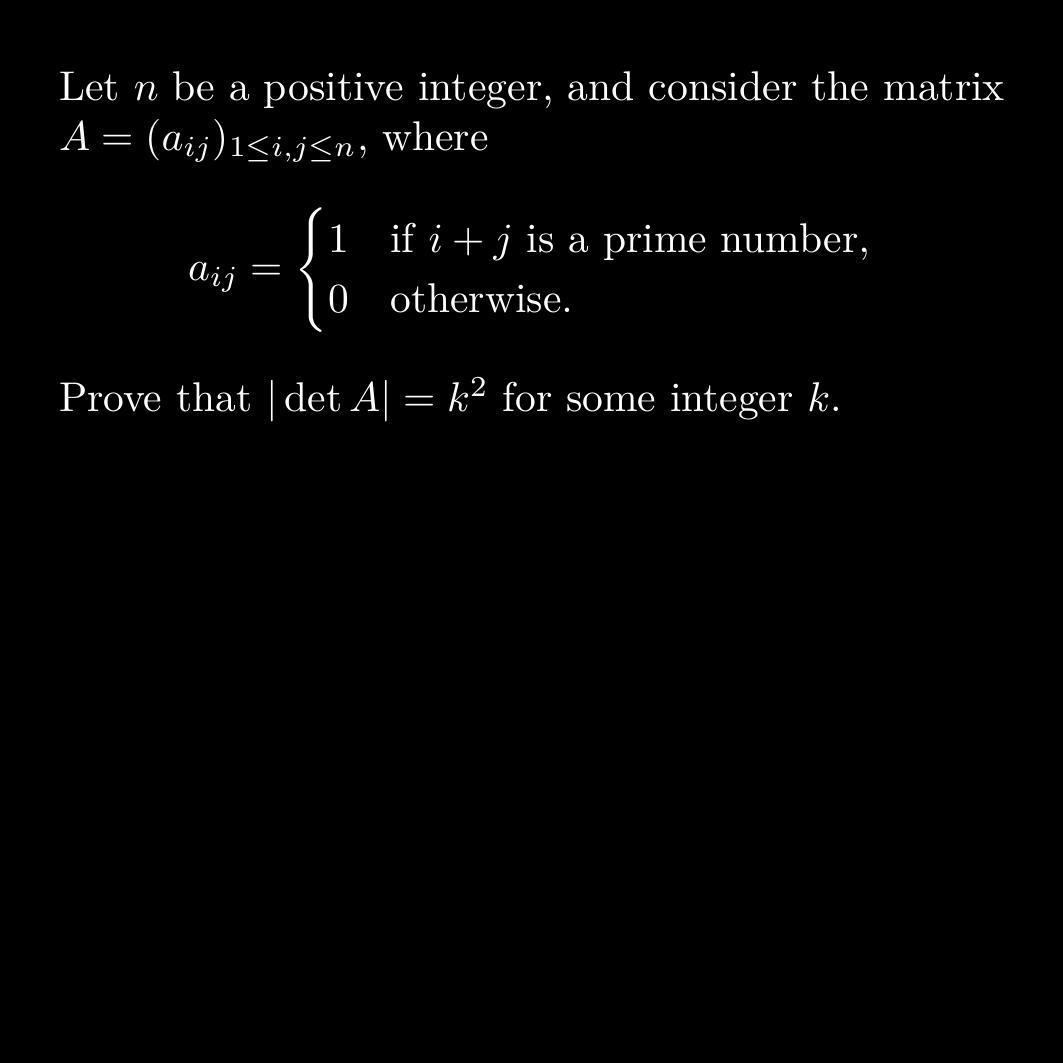 Let n be a positive integer, and consider the matrix
A = (a_{ij})_{1≤i,j≤n}, where
a_{ij} = { 1 if i + j is a prime number,
0 otherwise.
Prove that | det A| = k^2 for some integer k.